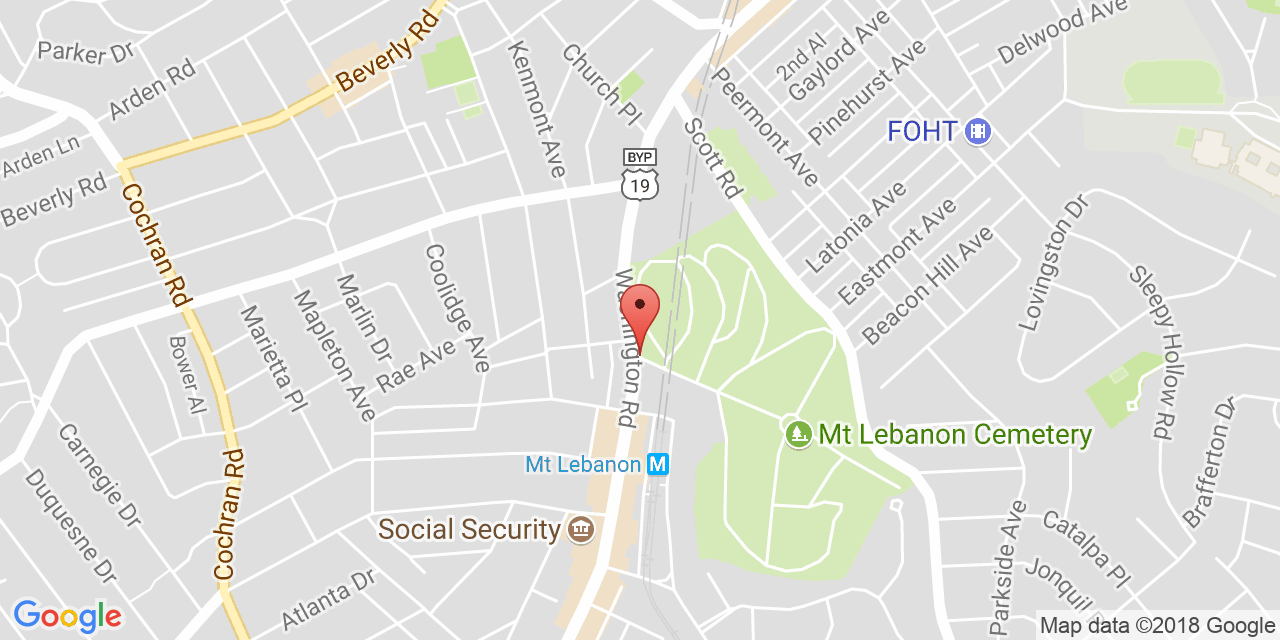 Parker Dr
Beverly Rd
Kenmont Ave
Church Pl
2nd Al
Gaylord Ave
Delwood Ave
Pinehurst Ave
Peermont Ave
Arden Rd
FOHT
Arden Ln
BYP
19
Scott Rd
Beverly Rd
Cochran Rd
Latonia Ave
Eastmont Ave
Beacon Hill Ave
Lovingston Dr
Sleepy Hollow Rd
Coolidge Ave
Marlin Dr
Mapleton Ave
Marietta Pl
Bower Al
Rae Ave
Washington Rd
Mt Lebanon Cemetery
Brafferton Dr
Carnegie Dr
Duquesne Dr
Cochran Rd
Mt Lebanon M
Social Security
Atlanta Dr
Parkside Ave
Catalpa Pl
Jonquil
Google
Map data ©2018 Google